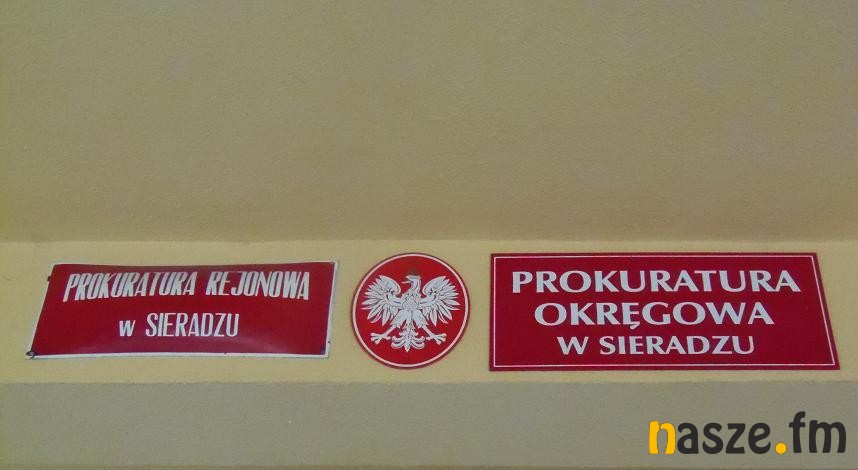 PROKURATURA REJONOWA
w SIERADZU
PROKURATURA
OKRĘGOWA
W SIERADZU
nasze.fm